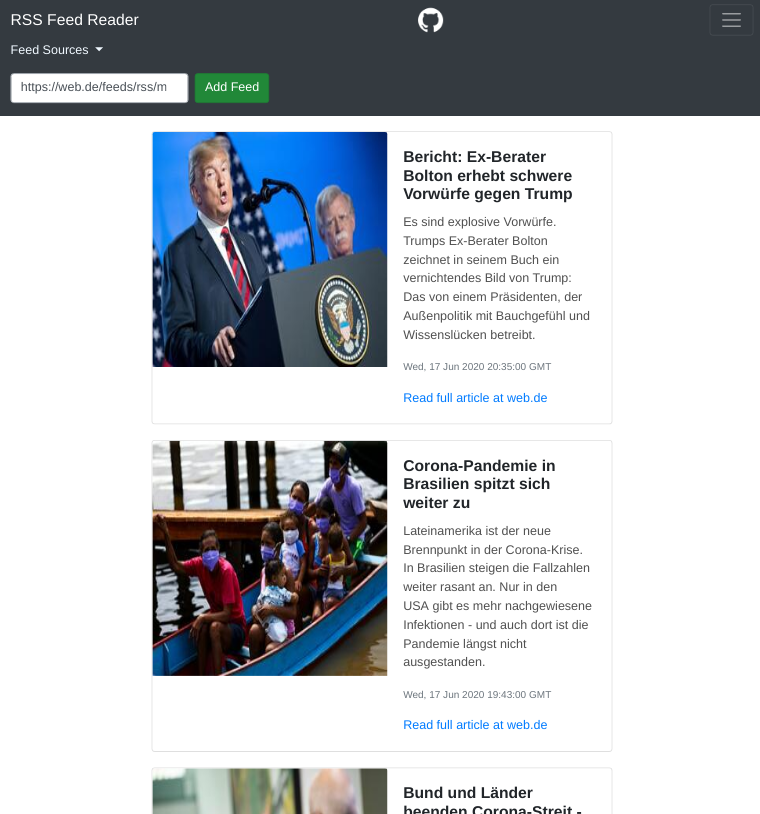 RSS Feed Reader
Feed Sources
https://web.de/feeds/rss/m
Add Feed
Bericht: Ex-Berater
Bolton erhebt schwere
Vorwürfe gegen Trump
Es sind explosive Vorwürfe.
Trumps Ex-Berater Bolton
zeichnet in seinem Buch ein
vernichtendes Bild von Trump:
Das von einem Präsidenten, der
Außenpolitik mit Bauchgefühl und
Wissenslücken betreibt.
Wed, 17 Jun 2020 20:35:00 GMT
Read full article at web.de
Corona-Pandemie in
Brasilien spitzt sich
weiter zu
Lateinamerika ist der neue
Brennpunkt in der Corona-Krise.
In Brasilien steigen die Fallzahlen
weiter rasant an. Nur in den
USA gibt es mehr nachgewiesene
Infektionen - und auch dort ist die
Pandemie längst nicht
ausgestanden.
Wed, 17 Jun 2020 19:43:00 GMT
Read full article at web.de
Bund und Länder
beenden Corona-Streit -